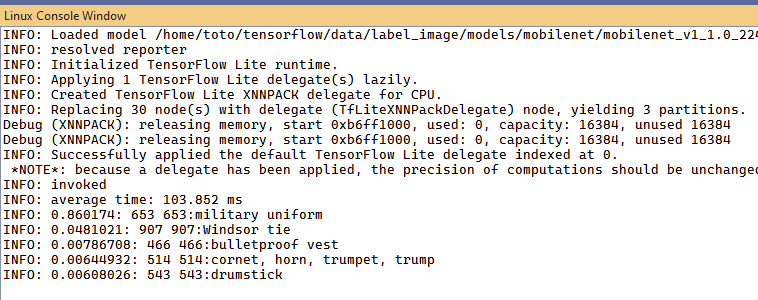 Linux Console Window
INFO: Loaded model /home/toto/tensorflow/data/label_image/models/mobilenet/mobilenet_v1_1.0_224
INFO: resolved reporter
INFO: Initialized TensorFlow Lite runtime.
INFO: Applying 1 TensorFlow Lite delegate(s) lazily.
INFO: Created TensorFlow Lite XNNPACK delegate for CPU.
INFO: Replacing 30 node(s) with delegate (TfLiteXNNPackDelegate) node, yielding 3 partitions.
Debug (XNNPACK): releasing memory, start 0xb6ff1000, used: 0, capacity: 16384, unused 16384
Debug (XNNPACK): releasing memory, start 0xb6ff1000, used: 0, capacity: 16384, unused 16384
INFO: Successfully applied the default TensorFlow Lite delegate indexed at 0.
*NOTE*: because a delegate has been applied, the precision of computations should be unchanged
INFO: invoked
INFO: average time: 103.852 ms
INFO: 0.860174: 653 653:military uniform
INFO: 0.0481021: 907 907:Windsor tie
INFO: 0.00786708: 466 466:bulletproof vest
INFO: 0.00644932: 514 514:cornet, horn, trumpet, trump
INFO: 0.00608026: 543 543:drumstick